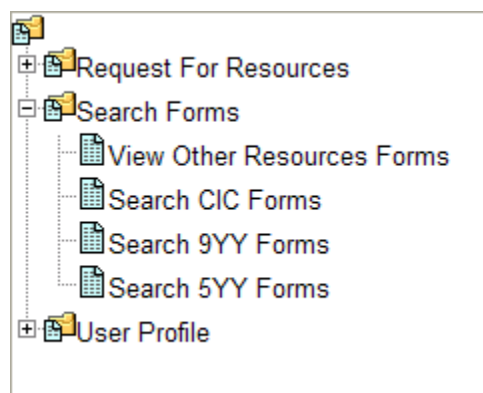 Request For Resources
Search Forms
View Other Resources Forms
Search CIC Forms
Search 9YY Forms
Search 5YY Forms
User Profile